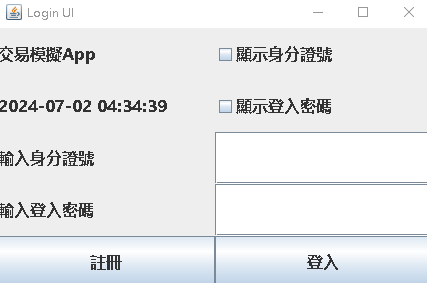 Login UI
交易模擬App
顯示身分證號
2024-07-02 04:34:39
顯示登入密碼
輸入身分證號
輸入登入密碼
註冊
登入